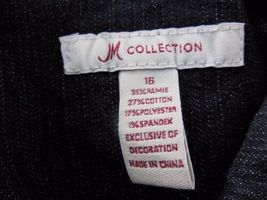 JM COLLECTION
16
55%RAMIE
27%COTTON
17%POLYESTER
1%SPANDEX
EXCLUSIVE OF
DECORATION
MADE IN CHINA